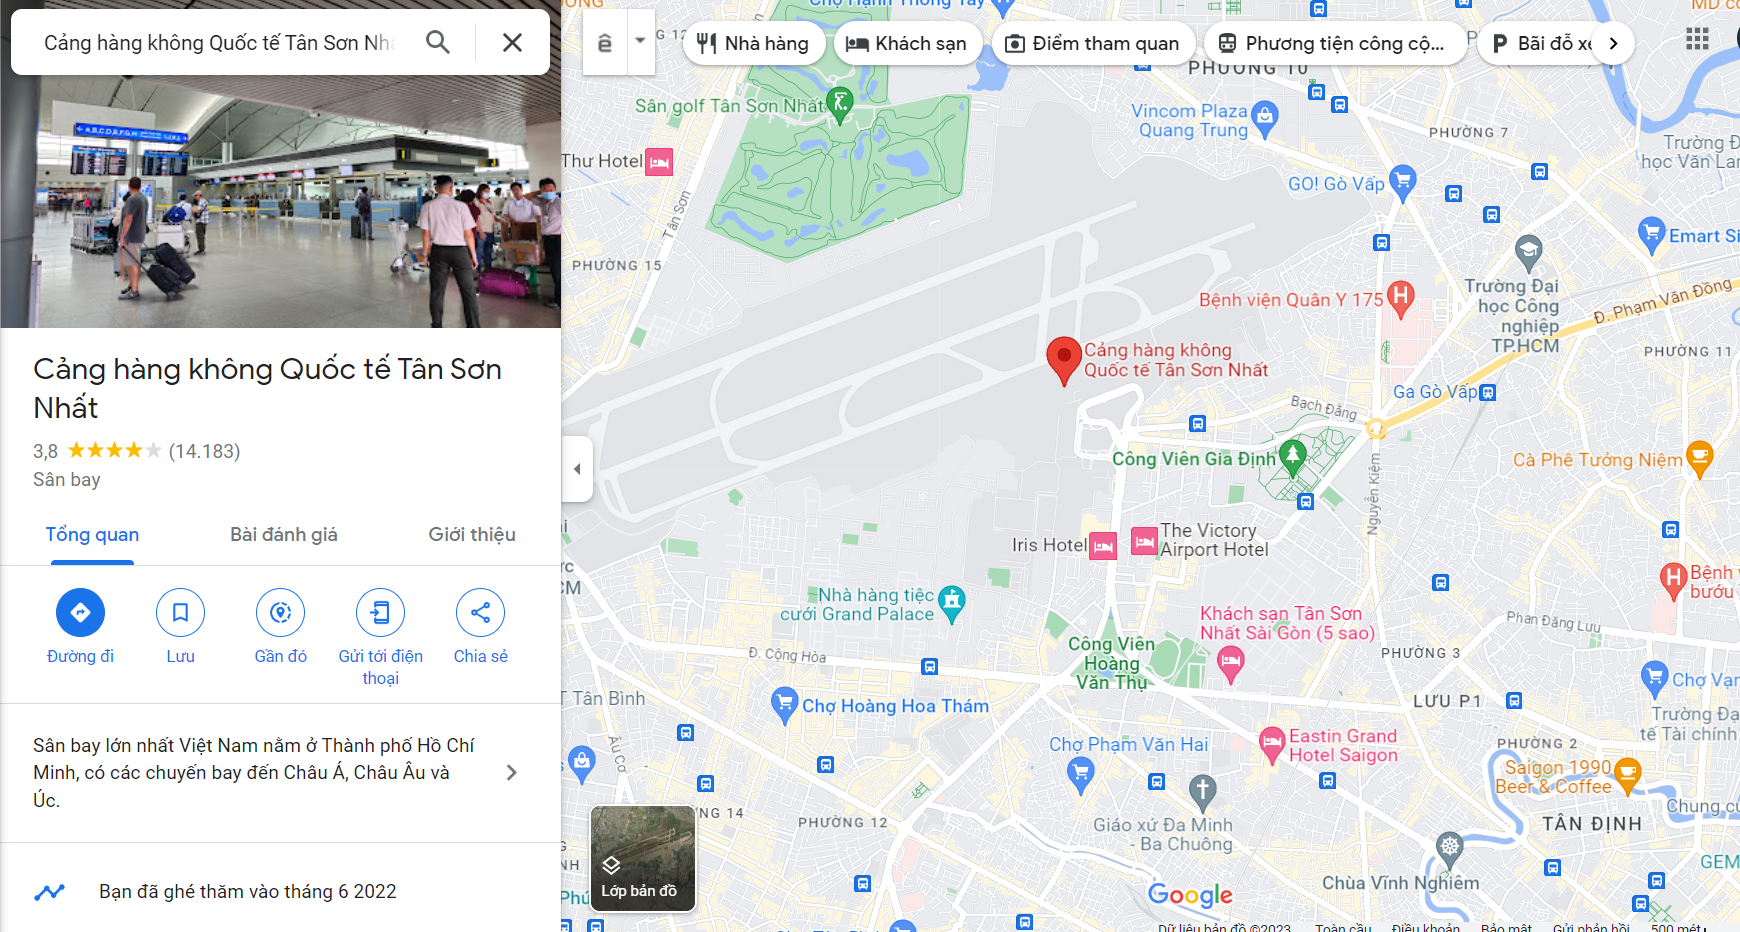 Cảng hàng không Quốc tế Tân Sơn Nhấ
A,B,C,D,E,F,G,H
Cảng hàng không Quốc tế Tân Sơn
Nhất
3,8
(14.183)
Sân bay
Tổng quan
Bài đánh giá
Giới thiệu
Đường đi
Lưu
Gần đó
Gửi tới điện
thoại
Chia sẻ
Sân bay lớn nhất Việt Nam nằm ở Thành phố Hồ Chí
Minh, có các chuyến bay đến Châu Á, Châu Âu và
Úc.
Bạn đã ghé thăm vào tháng 6 2022
ê
Nhà hàng
Khách sạn
Điểm tham quan
Phương tiện công cộ...
P Bãi đỗ xe
Chợ Hạnh Thông Tây
MD
PHƯỜNG 10
Sân golf Tân Sơn Nhất
Vincom Plaza
Quang Trung
PHƯỜNG 7
Trường Đ
học Văn Lan
Thư Hotel
GO! Gò Vấp
Tân Sơn
Emart Si
PHƯỜNG 15
Trường Đại
học Công
nghiệp
TP.HCM
Bệnh viện Quân Y 175
Đ. Phạm Văn Đồng
Cảng hàng không
Quốc tế Tân Sơn Nhất
PHƯỜNG 11
Ga Gò Vấp
Bạch Đằng
Công Viên Gia Định
Cà Phê Tưởng Niệm
Nguyễn Kiệm
Iris Hotel
The Victory
Airport Hotel
CM
Bệnh v
bướu
Nhà hàng tiệc
cưới Grand Palace
Khách sạn Tân Sơn
Nhất Sài Gòn (5 sao)
Phan Đăng Lưu
Công Viên
Hoàng
Văn Thụ
Đ. Cộng Hòa
PHƯỜNG 3
T Tân Bình
Chợ Hoàng Hoa Thám
LƯU P1
Chợ Vạn
Trường Đạ
tế Tài chính
Âu Cơ
Chợ Phạm Văn Hai
Eastin Grand
Hotel Saigon
PHƯỜNG 2
Saigon 1990
Beer & Coffee
Chung cư
NG 14
PHƯỜNG 12
Giáo xứ Đa Minh
- Ba Chuông
TÂN ĐỊNH
GEM
NH
Phú
Lớp bản đồ
Google
Chùa Vĩnh Nghiêm
Dữ liệu bản đồ ©2023
Toàn cầu
Điều khoản
Bảo mật
Gửi phản hồi
500 mét